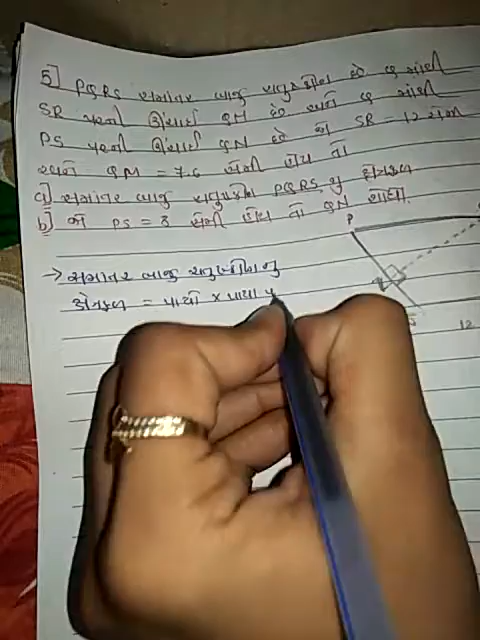 5] PQRS સમાંતર બાજુ ચતુષ્કોણ છે Q માંથી
SR પરની ઊંચાઈ QM છે અને Q માંથી
PS પરની ઊંચાઈ QN છે જો SR = 12 સેમી
અને QM = 7.6 સેમી હોય તો
a) સમાંતર બાજુ ચતુષ્કોણ PQRS નું ક્ષેત્રફળ
b) જો PS = 8 સેમી હોય તો QN શોધો.
P
→ સમાંતર બાજુ ચતુષ્કોણનું
ક્ષેત્રફળ = પાયો × પાયા પ
12